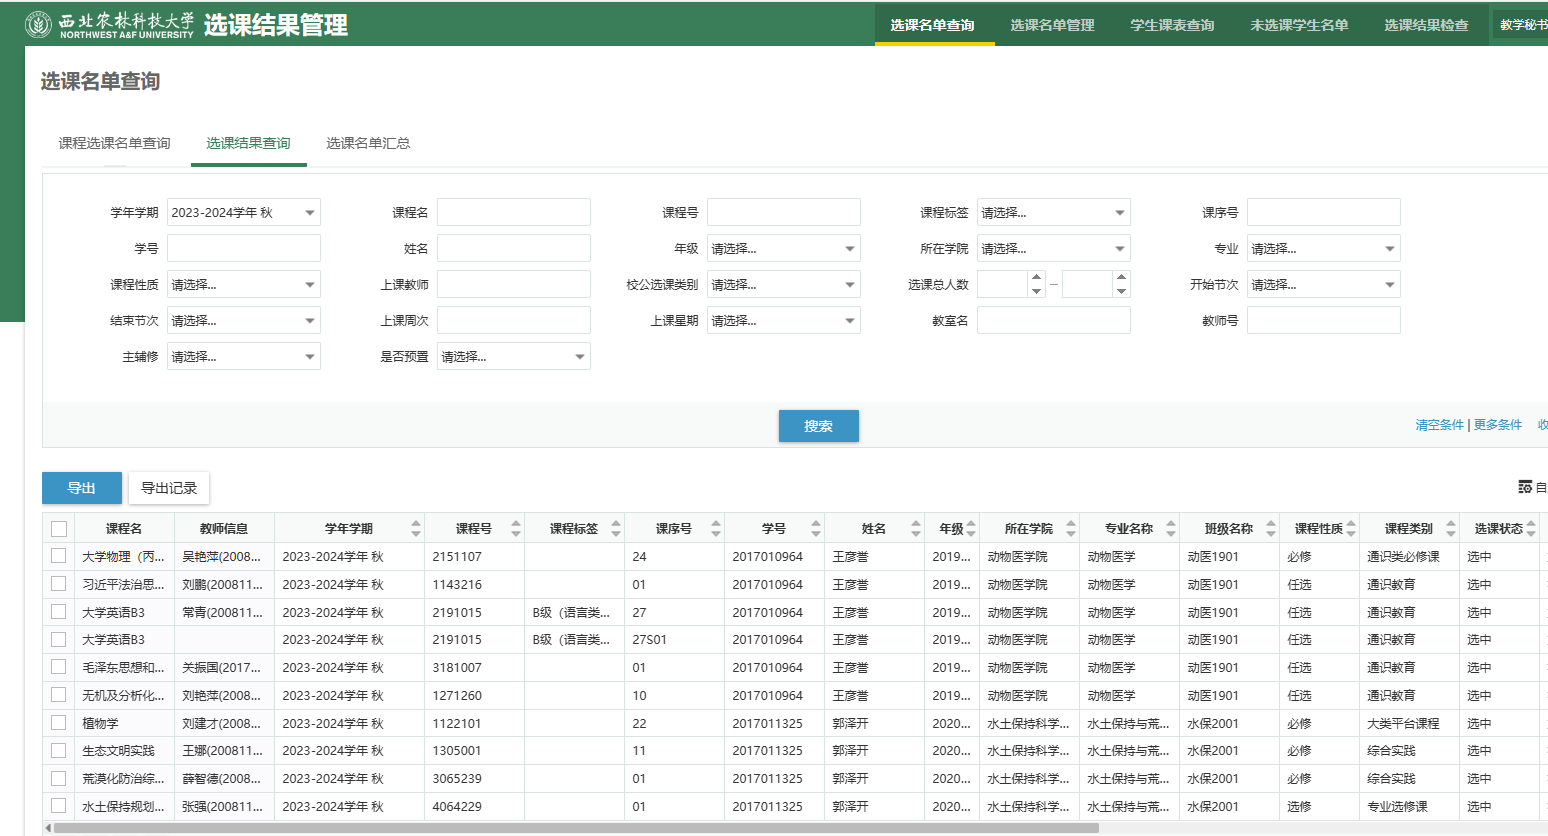 西北农林科技大学 NORTHWEST A&F UNIVERSITY 选课结果管理 选课名单查询 选课名单管理 学生课表查询 未选课学生名单 选课结果检查 教学秘书
选课名单查询
课程选课名单查询 选课结果查询 选课名单汇总
学年学期 2023-2024学年 秋 课程名 课程号 课程标签 请选择... 课序号
学号 姓名 年级 请选择... 所在学院 请选择... 专业 请选择...
课程性质 请选择... 上课教师 校公选课类别 请选择... 选课总人数 – 开始节次 请选择...
结束节次 请选择... 上课周次 上课星期 请选择... 教室名 教师号
主辅修 请选择... 是否预置 请选择...
搜索 清空条件 | 更多条件 收
导出 导出记录 自
课程名 教师信息 学年学期 课程号 课程标签 课序号 学号 姓名 年级 所在学院 专业名称 班级名称 课程性质 课程类别 选课状态
大学物理（丙... 吴艳萍(2008... 2023-2024学年 秋 2151107 24 2017010964 王彦誉 2019... 动物医学院 动物医学 动医1901 必修 通识类必修课 选中
习近平法治思... 刘鹏(200811... 2023-2024学年 秋 1143216 01 2017010964 王彦誉 2019... 动物医学院 动物医学 动医1901 任选 通识教育 选中
大学英语B3 常青(200811... 2023-2024学年 秋 2191015 B级（语言类... 27 2017010964 王彦誉 2019... 动物医学院 动物医学 动医1901 任选 通识教育 选中
大学英语B3 2023-2024学年 秋 2191015 B级（语言类... 27S01 2017010964 王彦誉 2019... 动物医学院 动物医学 动医1901 任选 通识教育 选中
毛泽东思想和... 关振国(2017... 2023-2024学年 秋 3181007 01 2017010964 王彦誉 2019... 动物医学院 动物医学 动医1901 任选 通识教育 选中
无机及分析化... 刘艳萍(2008... 2023-2024学年 秋 1271260 10 2017010964 王彦誉 2019... 动物医学院 动物医学 动医1901 任选 通识教育 选中
植物学 刘建才(2008... 2023-2024学年 秋 1122101 22 2017011325 郭泽开 2020... 水土保持科学... 水土保持与荒... 水保2001 必修 大类平台课程 选中
生态文明实践 王娜(200811... 2023-2024学年 秋 1305001 11 2017011325 郭泽开 2020... 水土保持科学... 水土保持与荒... 水保2001 必修 综合实践 选中
荒漠化防治综... 薛智德(2008... 2023-2024学年 秋 3065239 01 2017011325 郭泽开 2020... 水土保持科学... 水土保持与荒... 水保2001 必修 综合实践 选中
水土保持规划... 张强(200811... 2023-2024学年 秋 4064229 01 2017011325 郭泽开 2020... 水土保持科学... 水土保持与荒... 水保2001 选修 专业选修课 选中